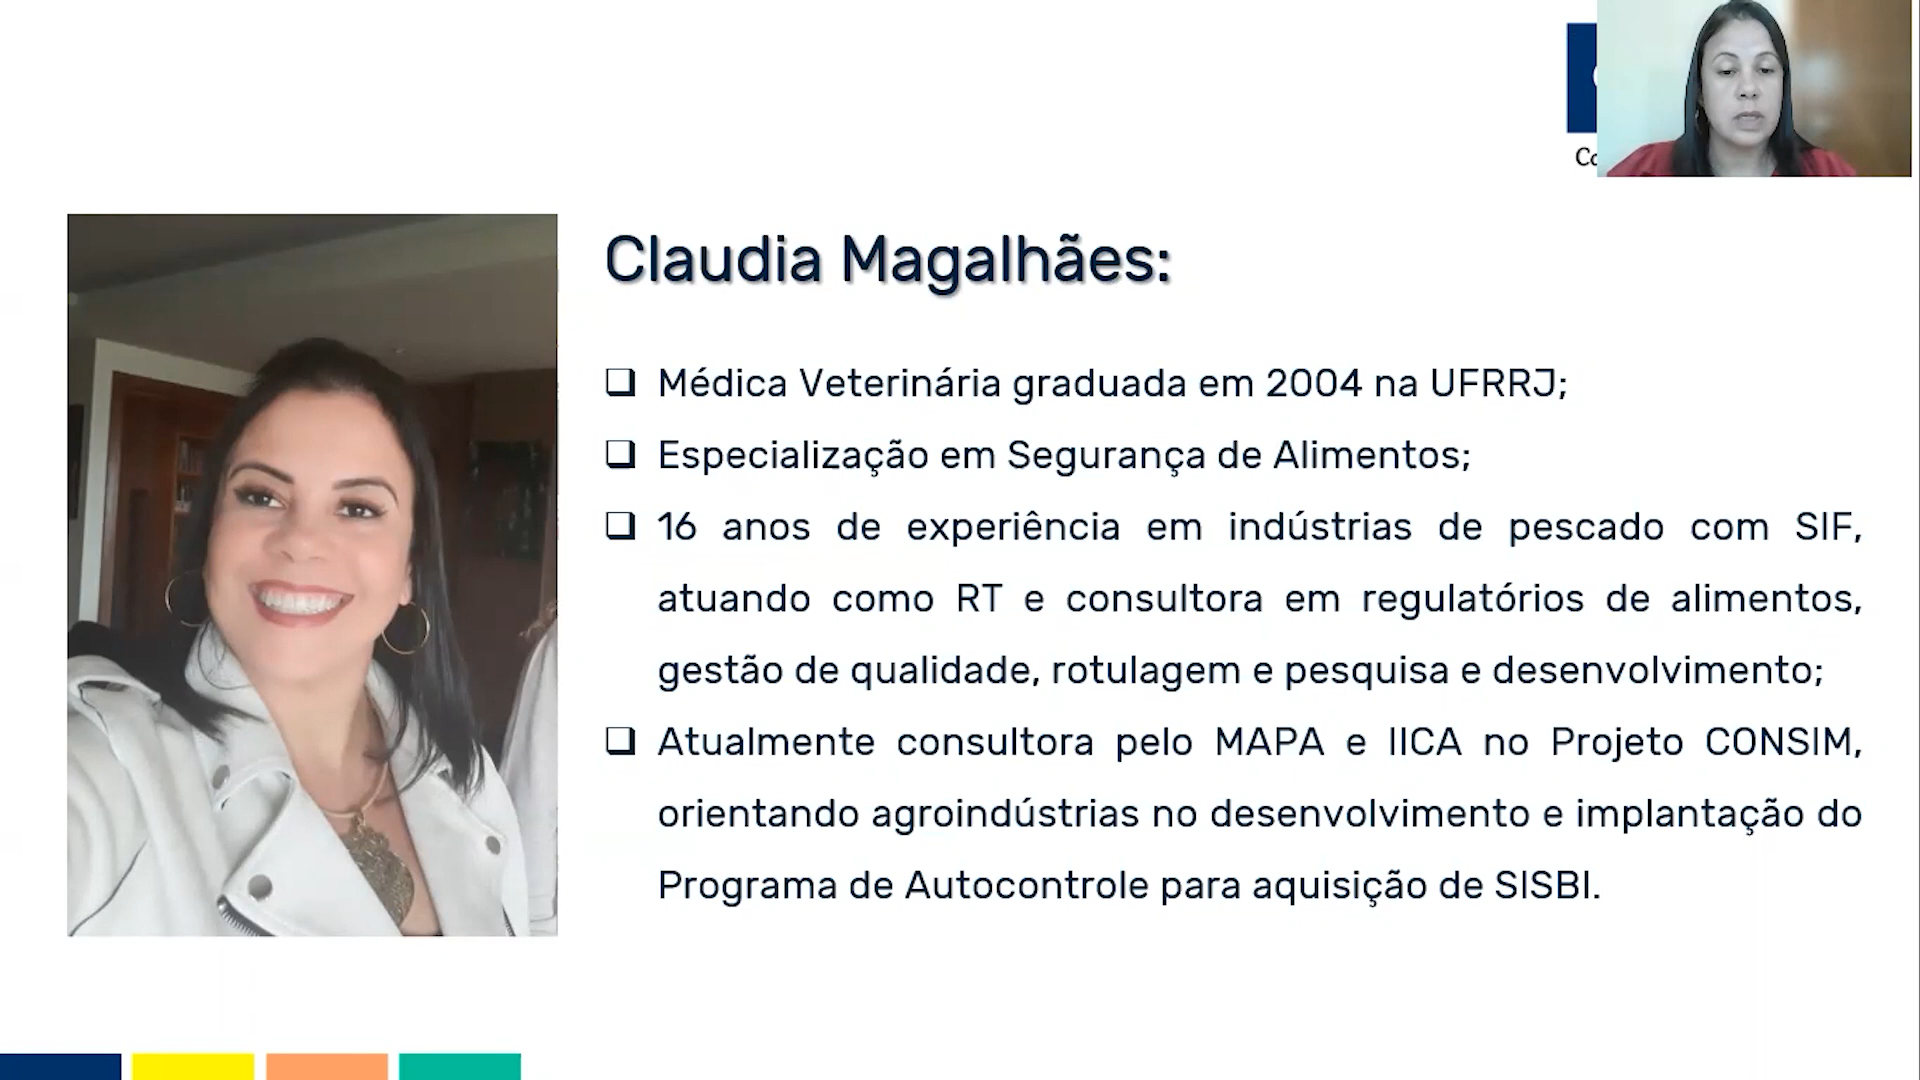 Co
Claudia Magalhães:
Médica Veterinária graduada em 2004 na UFRRJ;
Especialização em Segurança de Alimentos;
16 anos de experiência em indústrias de pescado com SIF,
atuando como RT e consultora em regulatórios de alimentos,
gestão de qualidade, rotulagem e pesquisa e desenvolvimento;
Atualmente consultora pelo MAPA e IICA no Projeto CONSIM,
orientando agroindústrias no desenvolvimento e implantação do
Programa de Autocontrole para aquisição de SISBI.